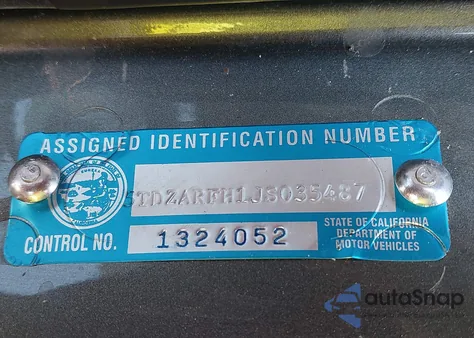 ASSIGNED IDENTIFICATION NUMBER
5TDZARFH1JS035487
CONTROL NO. 1324052
STATE OF CALIFORNIA
DEPARTMENT OF
MOTOR VEHICLES
autoSnap